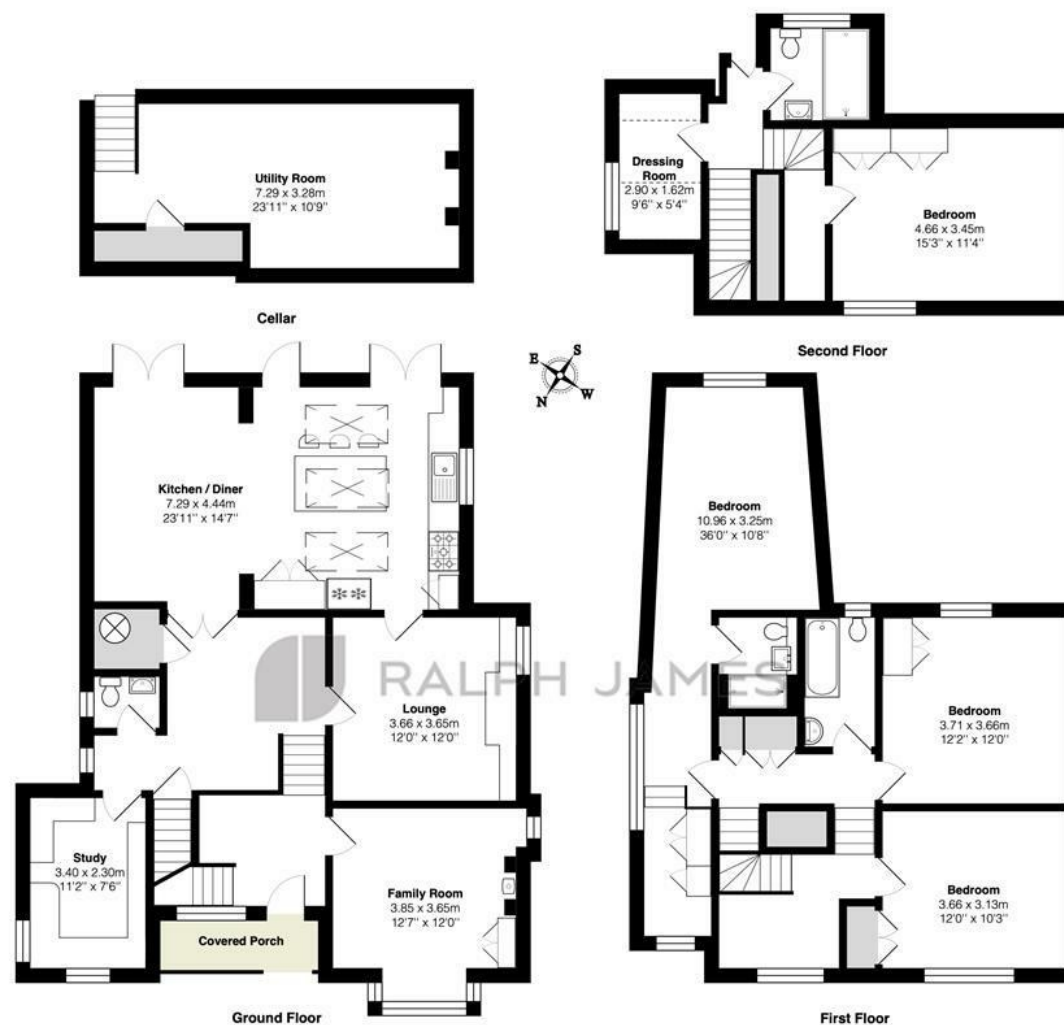 Utility Room
7.29 x 3.28m
23'11'' x 10'9''
Cellar
Dressing
Room
2.90 x 1.62m
9'6'' x 5'4''
Bedroom
4.66 x 3.45m
15'3'' x 11'4''
Second Floor
E S
N W
Kitchen / Diner
7.29 x 4.44m
23'11'' x 14'7''
Lounge
3.66 x 3.65m
12'0'' x 12'0''
Study
3.40 x 2.30m
11'2'' x 7'6''
Family Room
3.85 x 3.65m
12'7'' x 12'0''
Covered Porch
Ground Floor
RALPH JAMES
Bedroom
10.96 x 3.25m
36'0'' x 10'8''
Bedroom
3.71 x 3.66m
12'2'' x 12'0''
Bedroom
3.66 x 3.13m
12'0'' x 10'3''
First Floor